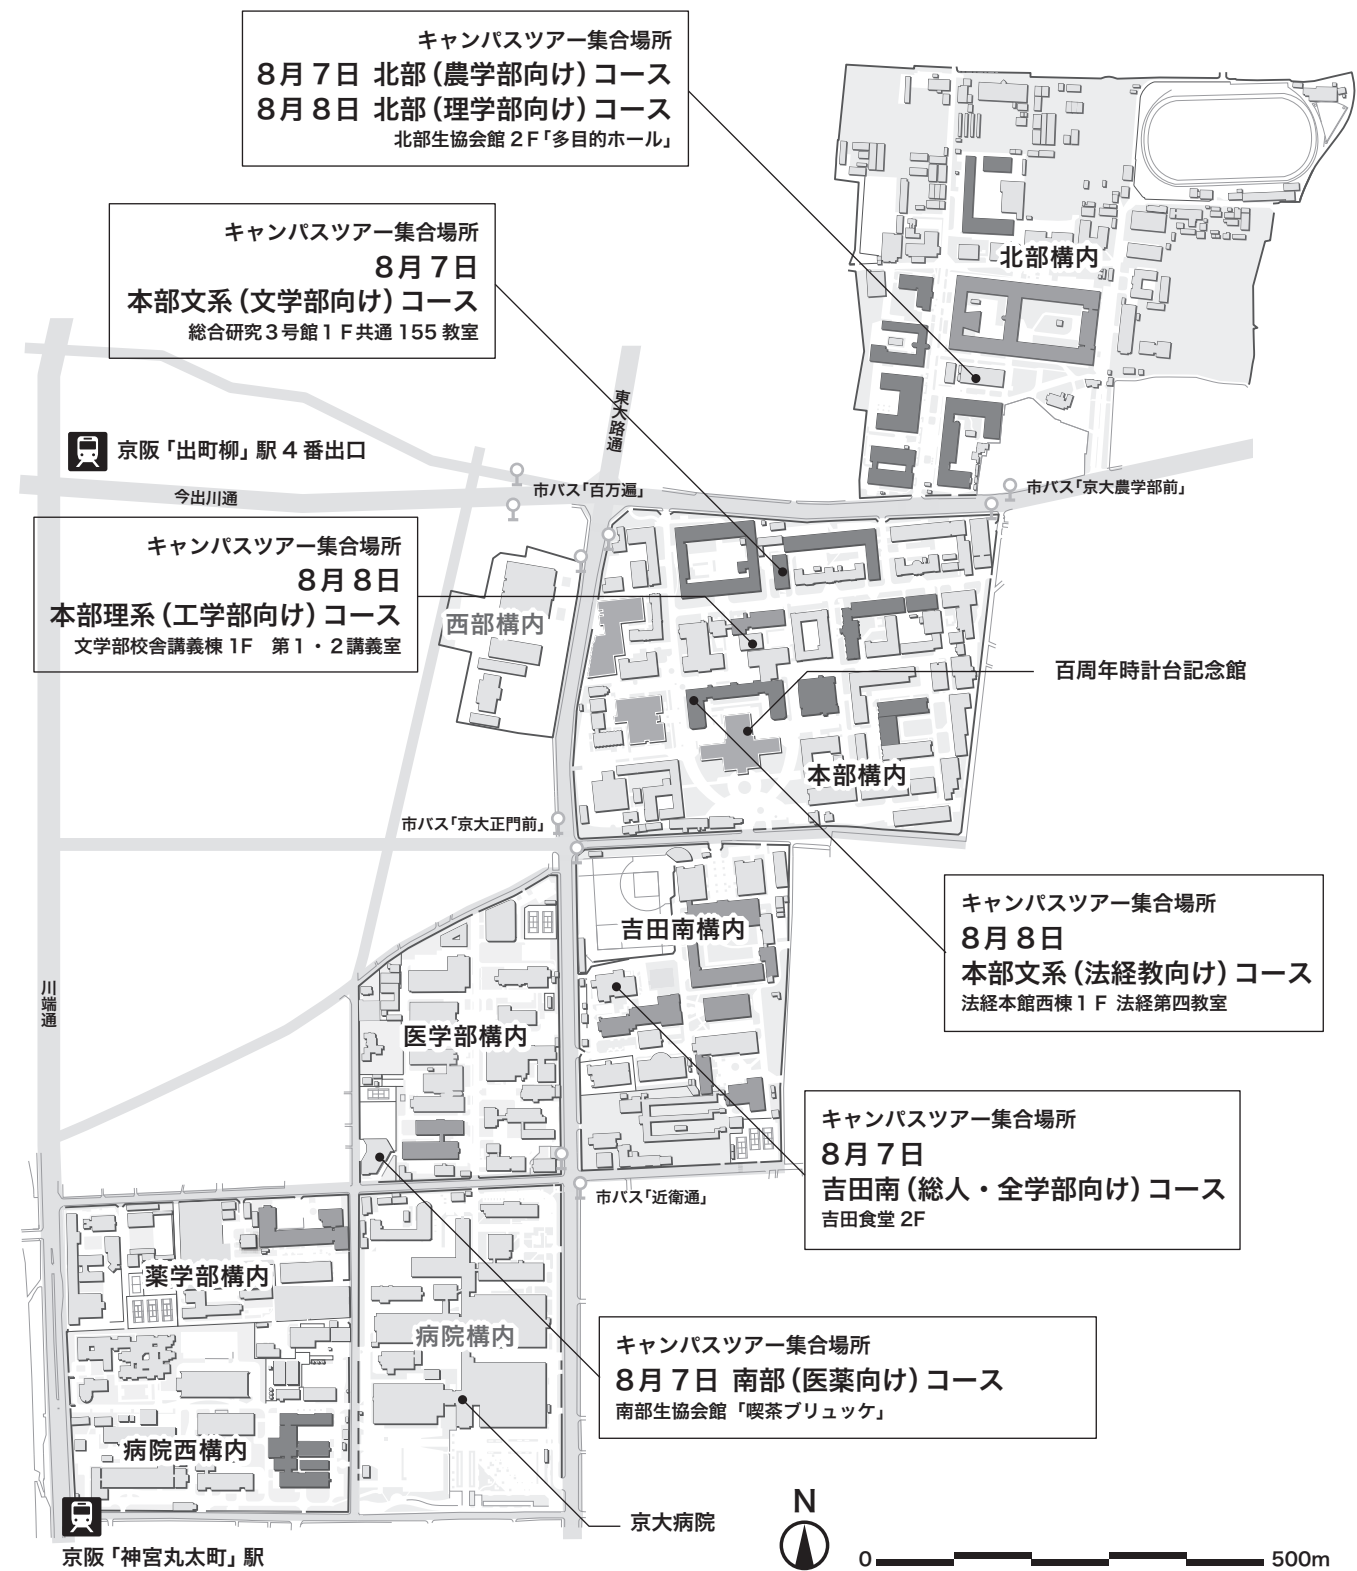 キャンパスツアー集合場所
8月7日 北部(農学部向け)コース
8月8日 北部(理学部向け)コース
北部生協会館2F「多目的ホール」
キャンパスツアー集合場所
8月7日
本部文系(文学部向け)コース
総合研究3号館1F共通155教室
北部構内
東大路通
京阪「出町柳」駅4番出口
今出川通
市バス「百万遍」
市バス「京大農学部前」
キャンパスツアー集合場所
8月8日
本部理系(工学部向け)コース
文学部校舎講義棟1F 第1・2講義室
西部構内
百周年時計台記念館
本部構内
市バス「京大正門前」
キャンパスツアー集合場所
8月8日
本部文系(法経教向け)コース
法経本館西棟1F 法経第四教室
吉田南構内
川端通
医学部構内
キャンパスツアー集合場所
8月7日
吉田南(総人・全学部向け)コース
吉田食堂2F
市バス「近衛通」
薬学部構内
病院構内
キャンパスツアー集合場所
8月7日 南部(医薬向け)コース
南部生協会館「喫茶ブリュッケ」
病院西構内
京大病院
京阪「神宮丸太町」駅
N
0 500m